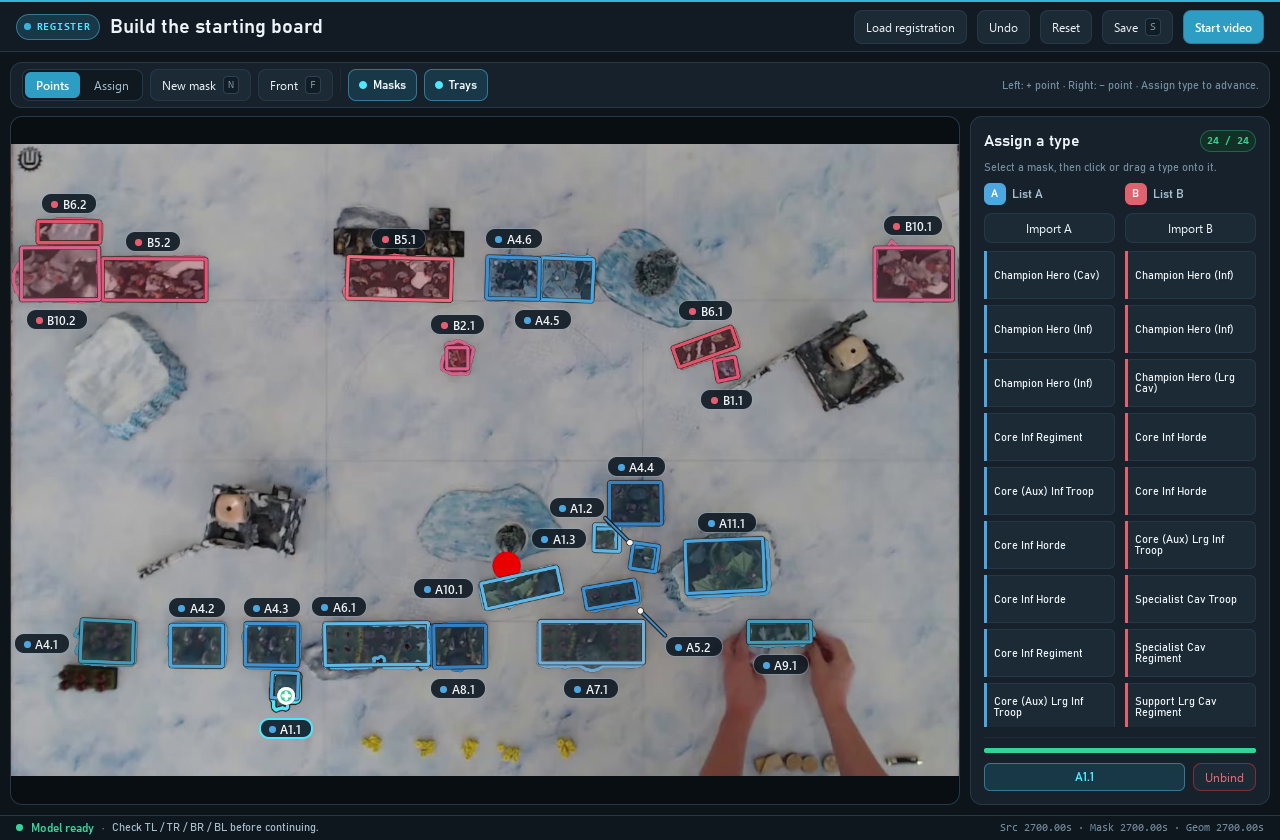 REGISTER
Build the starting board
Load registration
Undo
Reset
Save S
Start video
Points
Assign
New mask N
Front F
Masks
Trays
Left: + point · Right: − point · Assign type to advance.
U
B6.2
B5.2
B5.1
A4.6
B10.1
B10.2
B2.1
A4.5
B6.1
B1.1
A4.4
A1.2
A1.3
A11.1
A10.1
A4.2
A4.3
A6.1
A4.1
A5.2
A9.1
A8.1
A7.1
A1.1
Assign a type
24 / 24
Select a mask, then click or drag a type onto it.
A List A
B List B
Import A
Import B
Champion Hero (Cav)
Champion Hero (Inf)
Champion Hero (Inf)
Champion Hero (Inf)
Champion Hero (Inf)
Champion Hero (Lrg
Cav)
Core Inf Regiment
Core Inf Horde
Core (Aux) Inf Troop
Core Inf Horde
Core Inf Horde
Core (Aux) Lrg Inf
Troop
Core Inf Horde
Specialist Cav Troop
Core Inf Regiment
Specialist Cav
Regiment
Core (Aux) Lrg Inf
Troop
Support Lrg Cav
Regiment
A1.1
Unbind
Model ready · Check TL / TR / BR / BL before continuing.
Src 2700.00s · Mask 2700.00s · Geom 2700.00s